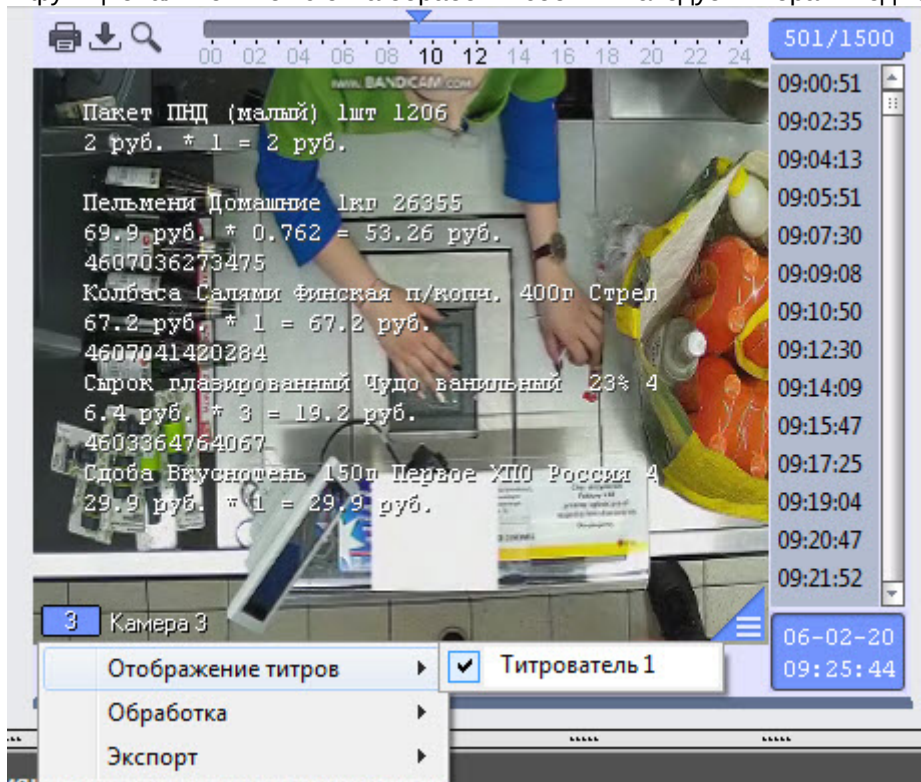 501/1500
00 02 04 06 08 10 12 14 16 18 20 22 24
www.BANDICAM.com
Пакет ПНД (малый) 1шт 1206
2 руб. * 1 = 2 руб.
Пельмени Домашние 1кг 26355
69.9 руб. * 0.762 = 53.26 руб.
4607036273475
Колбаса Салями Финская п/копч. 400г Стрел
67.2 руб. * 1 = 67.2 руб.
4607041420284
Сырок глазированный Чудо ванильный 23% 4
6.4 руб. * 3 = 19.2 руб.
4603364764067
Сдоба Вкуснотень 150г Первое ХПО Россия 4
29.9 руб. * 1 = 29.9 руб.
09:00:51
09:02:35
09:04:13
09:05:51
09:07:30
09:09:08
09:10:50
09:12:30
09:14:09
09:15:47
09:17:25
09:19:04
09:20:47
09:21:52
3 Камера 3
06-02-20
09:25:44
Отображение титров
Титрователь 1
Обработка
Экспорт